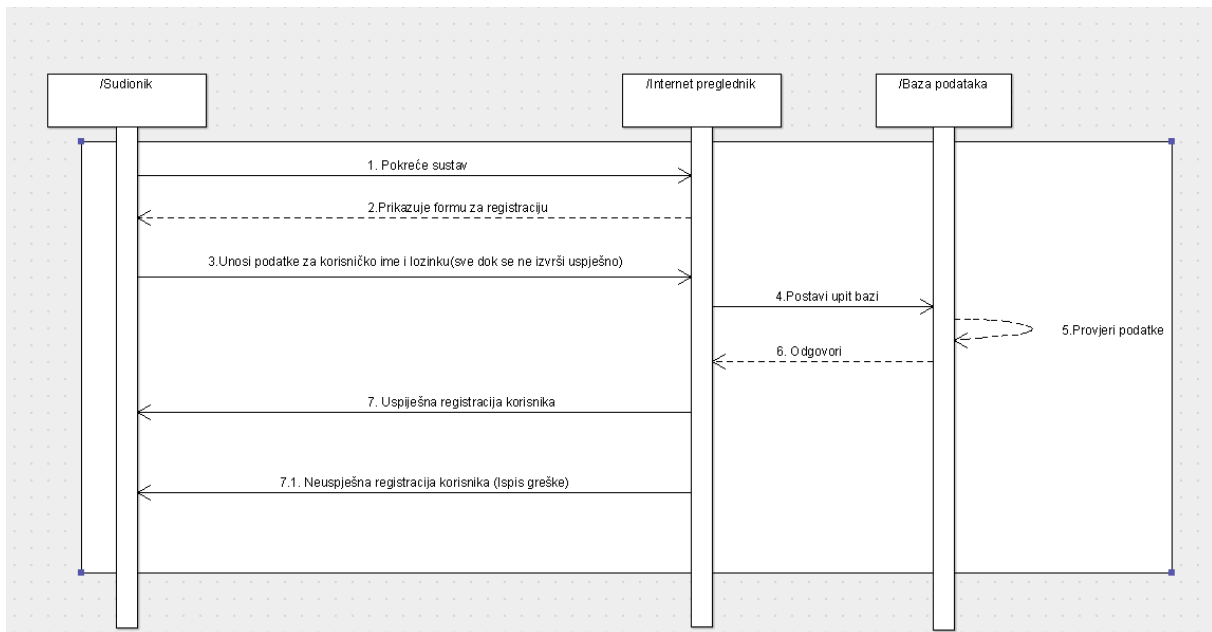 /Sudionik
/Internet preglednik
/Baza podataka
1. Pokreće sustav
2.Prikazuje formu za registraciju
3.Unosi podatke za korisničko ime i lozinku(sve dok se ne izvrši uspješno)
4.Postavi upit bazi
5.Provjeri podatke
6. Odgovori
7. Uspiješna registracija korisnika
7.1. Neuspješna registracija korisnika (Ispis greške)